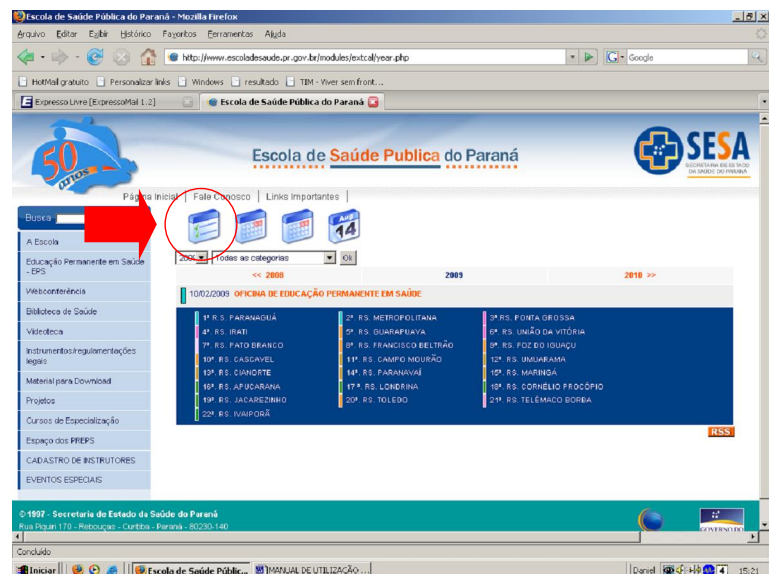 Escola de Saúde Pública do Paraná - Mozilla Firefox
Arquivo Editar Exibir Histórico Favoritos Ferramentas Ajuda
http://www.escoladesaude.pr.gov.br/modules/extcal/year.php
Google
HotMail gratuito Personalizar links Windows resultado TIM - Viver sem front...
Expresso Livre [ExpressoMail 1.2] Escola de Saúde Pública do Paraná
50 anos
Escola de Saúde Publica do Paraná
SESA
SECRETARIA DE ESTADO
DA SAÚDE DO PARANÁ
Página Inicial | Fale Conosco | Links Importantes |
Busca
Aug
14
Todas as categorias Ok
<< 2008 2009 2010 >>
10/02/2009 OFICINA DE EDUCAÇÃO PERMANENTE EM SAÚDE
1ª R.S. PARANAGUÁ 2ª. RS. METROPOLITANA 3ª RS. PONTA GROSSA
4ª. RS. IRATI 5ª. RS. GUARAPUAVA 6ª. RS. UNIÃO DA VITÓRIA
7ª. RS. PATO BRANCO 8ª. RS. FRANCISCO BELTRÃO 9ª. RS. FOZ DO IGUAÇU
10ª. RS. CASCAVEL 11ª. RS. CAMPO MOURÃO 12ª. RS. UMUARAMA
13ª. RS. CIANORTE 14ª. RS. PARANAVAÍ 15ª. RS. MARINGÁ
16ª. RS. APUCARANA 17 ª. RS. LONDRINA 18ª. RS. CORNÉLIO PROCÓPIO
19ª. RS. JACAREZINHO 20ª. RS. TOLEDO 21ª. RS. TELÊMACO BORBA
22ª. RS. IVAIPORÃ
RSS
A Escola
Educação Permanente em Saúde
- EPS
Webconferência
Biblioteca de Saúde
Videoteca
Instrumentos/regulamentações
legais
Material para Download
Projetos
Cursos de Especialização
Espaço dos PREPS
CADASTRO DE INSTRUTORES
EVENTOS ESPECIAIS
© 1997 - Secretaria de Estado da Saúde do Paraná
Rua Piquiri 170 - Rebouças - Curitiba - Paraná - 80230-140
GOVERNO DO
Concluído
Iniciar Escola de Saúde Públic... MANUAL DE UTILIZAÇÃO ... Daniel 15:21